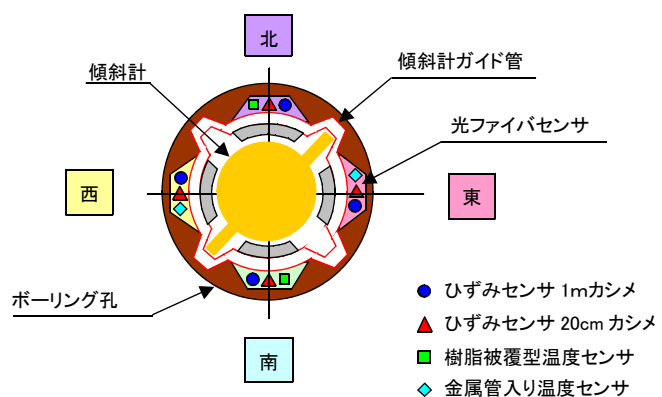 北
傾斜計
傾斜計ガイド管
光ファイバセンサ
西
東
ボーリング孔
南
ひずみセンサ 1mカシメ
ひずみセンサ 20cm カシメ
樹脂被覆型温度センサ
金属管入り温度センサ